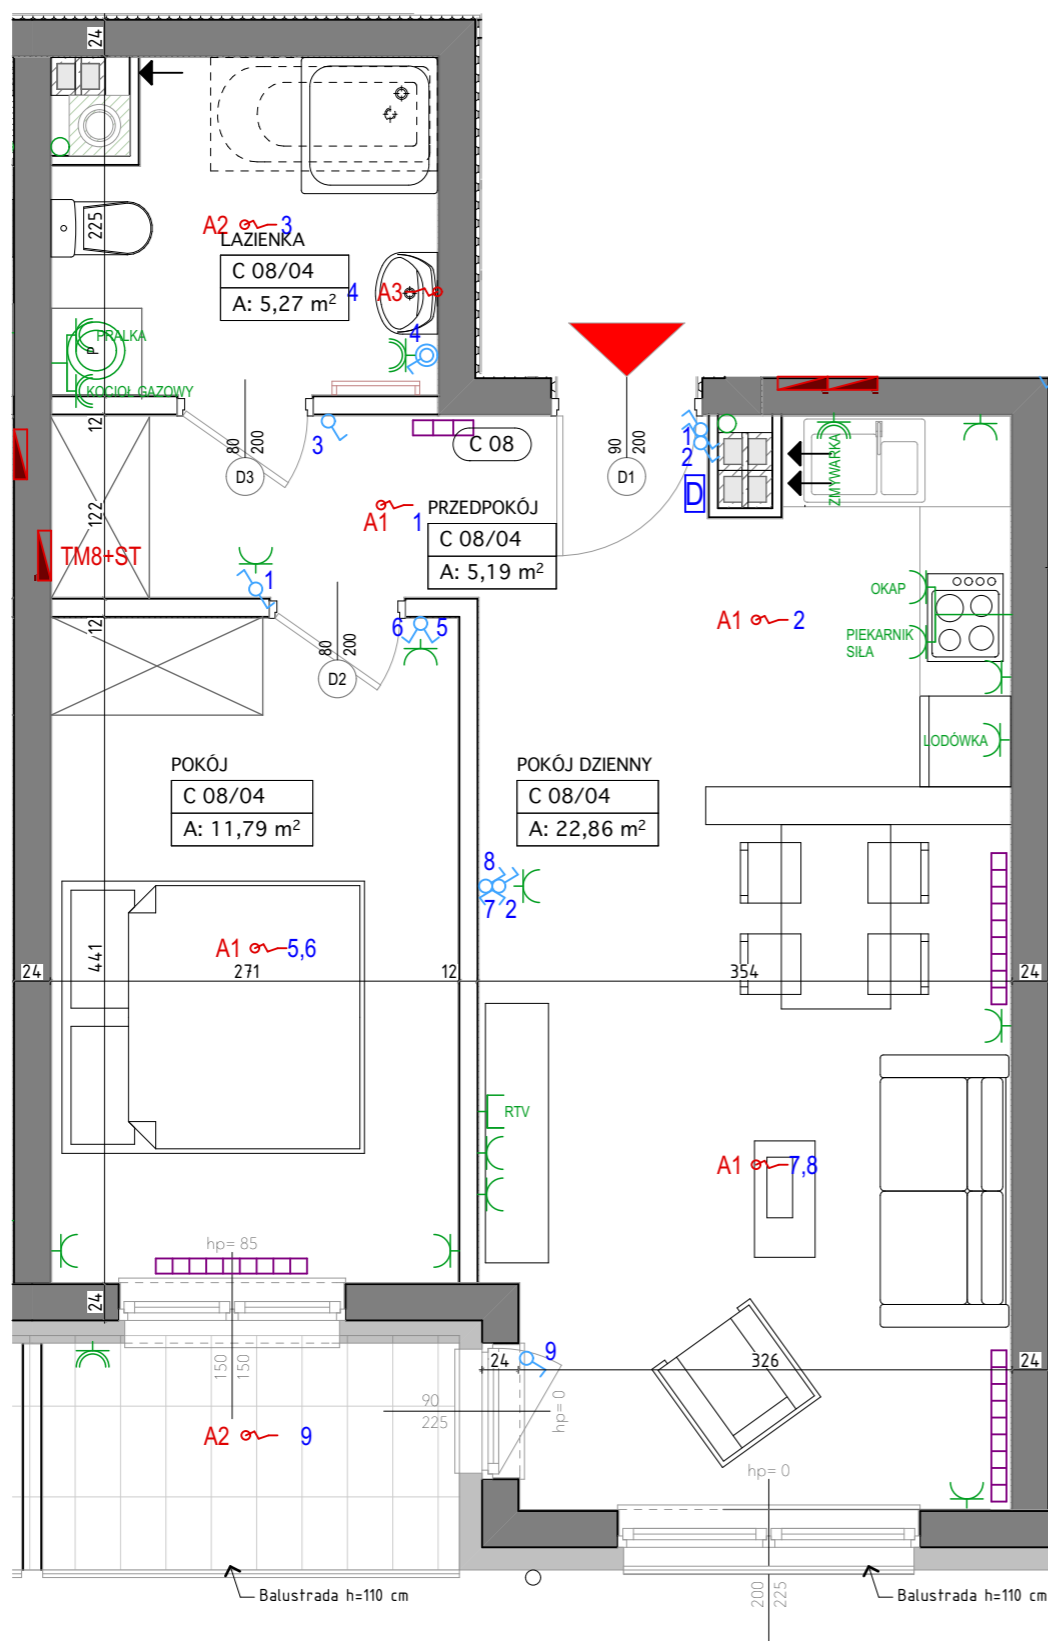 24
225
A2 3
ŁAZIENKA
C 08/04
A: 5,27 m²
4
A3
4
PRALKA
P
KOCIOŁ GAZOWY
12
3
80
200
D3
C 08
90
200
D1
1
2
D
ZMYWARKA
122
A1 1
PRZEDPOKÓJ
C 08/04
A: 5,19 m²
TM8+ST
1
12
6 5
80
200
D2
A1 2
OKAP
PIEKARNIK
SIŁA
LODÓWKA
POKÓJ
C 08/04
A: 11,79 m²
POKÓJ DZIENNY
C 08/04
A: 22,86 m²
8
7 2
441
A1 5,6
24
271
12
354
24
RTV
A1 7,8
hp= 85
24
150
150
24
9
326
24
90
225
hp=0
A2 9
hp= 0
200
225
Balustrada h=110 cm
Balustrada h=110 cm